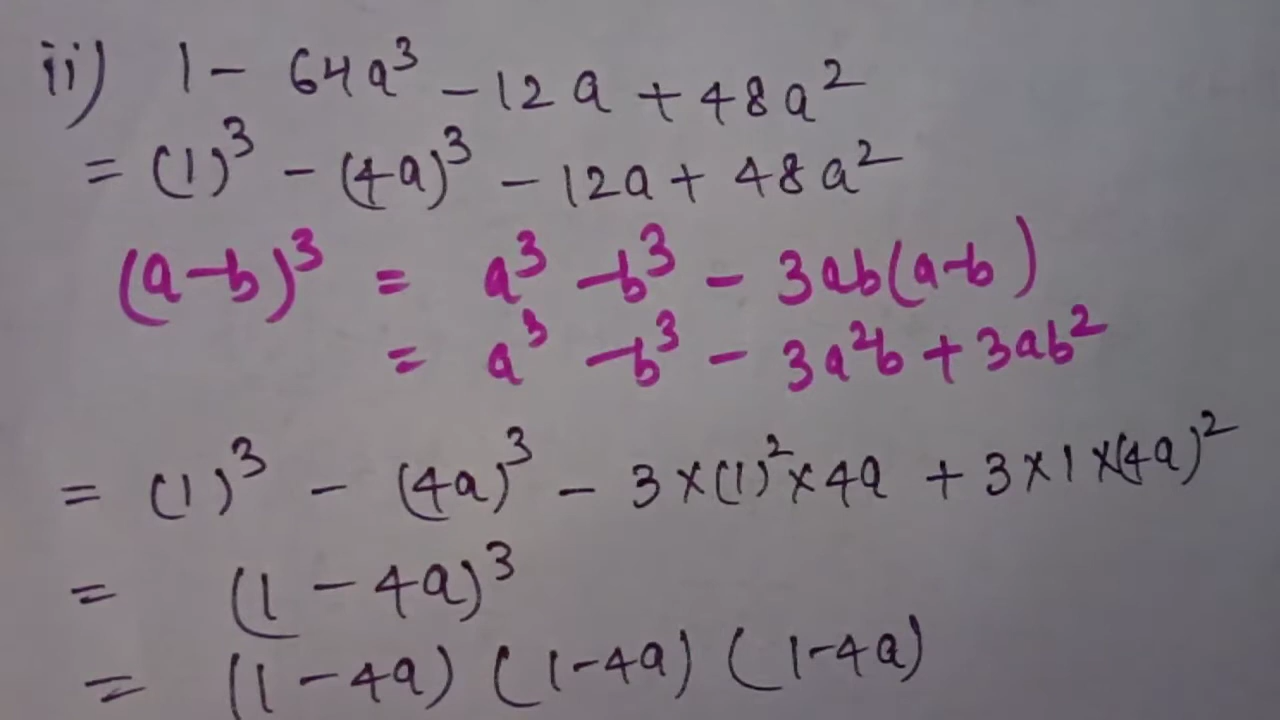 ii) 1 - 64a³ - 12a + 48a²
= (1)³ - (4a)³ - 12a + 48a²
(a-b)³ = a³ - b³ - 3ab(a-b)
= a³ - b³ - 3a²b + 3ab²
= (1)³ - (4a)³ - 3×(1)²×4a + 3×1×(4a)²
= (1 - 4a)³
= (1 - 4a) (1-4a) (1-4a)